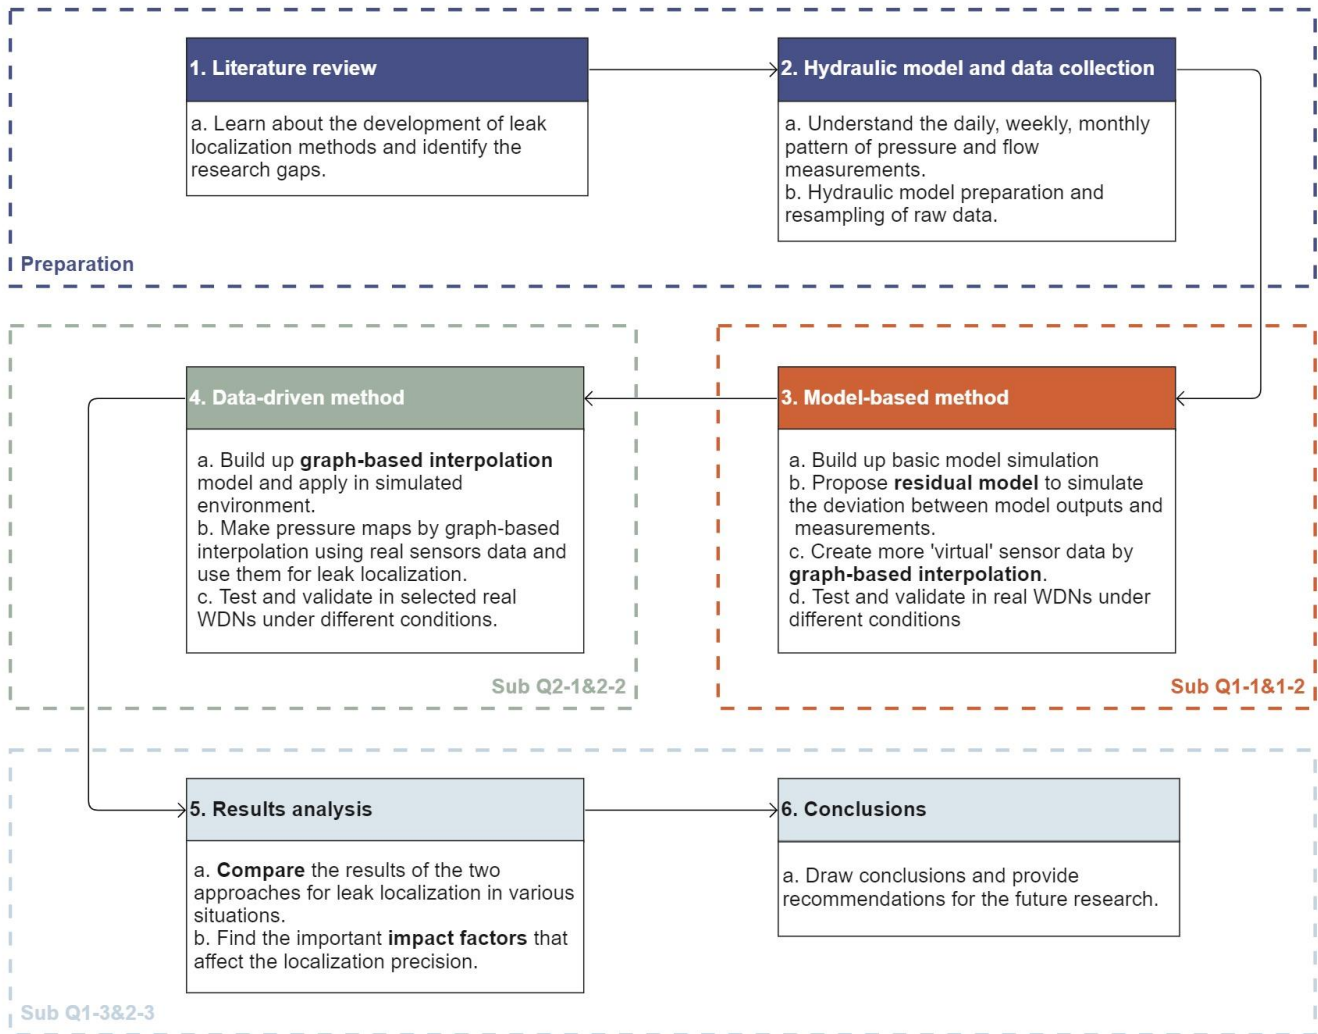 1. Literature review
a. Learn about the development of leak
localization methods and identify the
research gaps.
2. Hydraulic model and data collection
a. Understand the daily, weekly, monthly
pattern of pressure and flow
measurements.
b. Hydraulic model preparation and
resampling of raw data.
Preparation
3. Model-based method
a. Build up basic model simulation
b. Propose residual model to simulate
the deviation between model outputs and
measurements.
c. Create more 'virtual' sensor data by
graph-based interpolation.
d. Test and validate in real WDNs under
different conditions
Sub Q1-1&1-2
4. Data-driven method
a. Build up graph-based interpolation
model and apply in simulated
environment.
b. Make pressure maps by graph-based
interpolation using real sensors data and
use them for leak localization.
c. Test and validate in selected real
WDNs under different conditions.
Sub Q2-1&2-2
5. Results analysis
a. Compare the results of the two
approaches for leak localization in various
situations.
b. Find the important impact factors that
affect the localization precision.
6. Conclusions
a. Draw conclusions and provide
recommendations for the future research.
Sub Q1-3&2-3